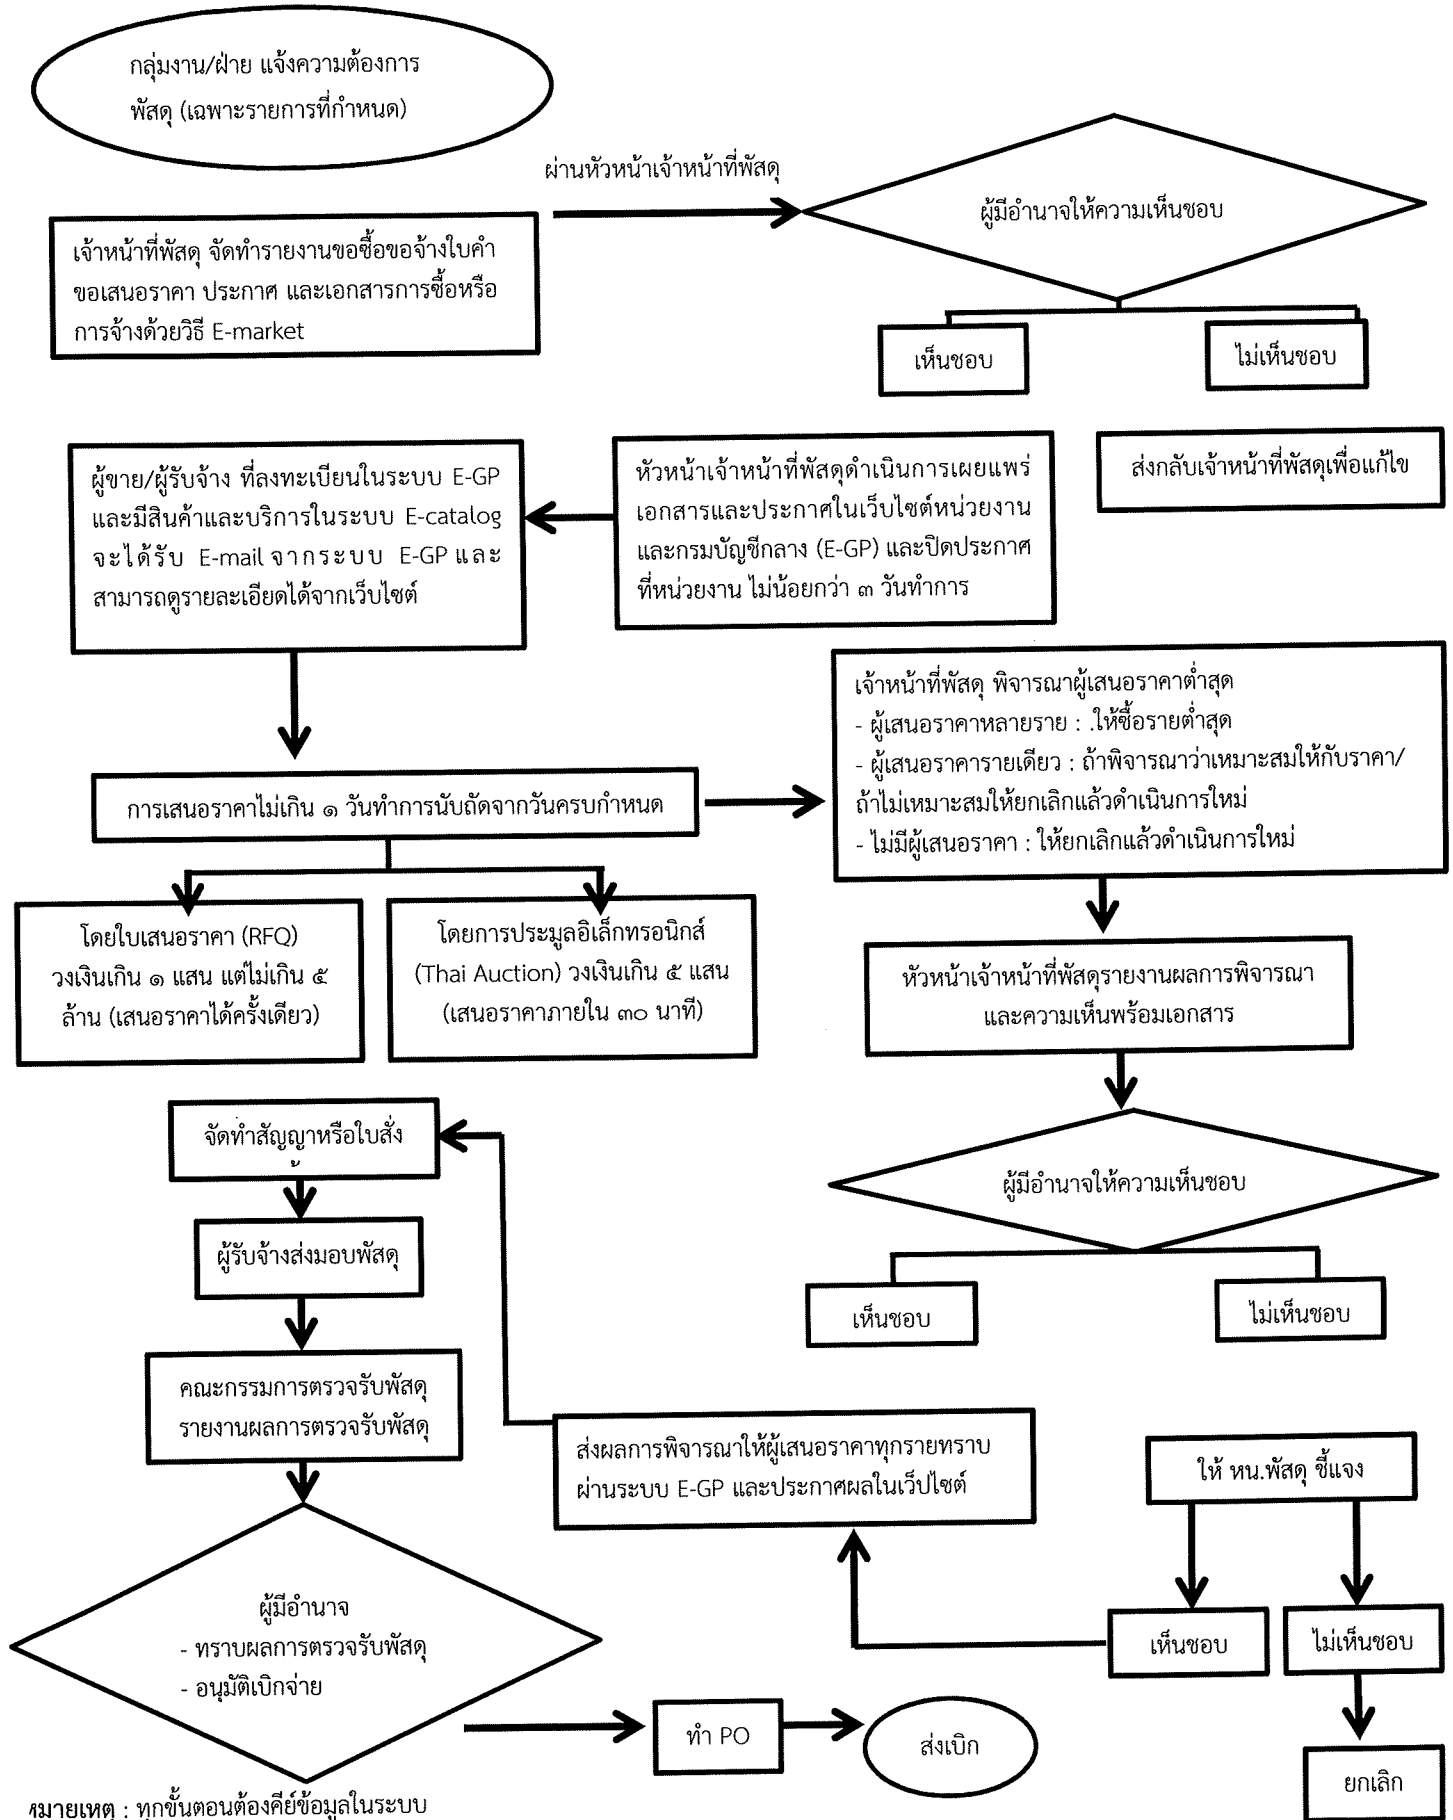 กลุ่มงาน/ฝ่าย แจ้งความต้องการ
พัสดุ (เฉพาะรายการที่กำหนด)
ผ่านหัวหน้าเจ้าหน้าที่พัสดุ
ผู้มีอำนาจให้ความเห็นชอบ
เจ้าหน้าที่พัสดุ จัดทำรายงานขอซื้อขอจ้างใบคำ
ขอเสนอราคา ประกาศ และเอกสารการซื้อหรือ
การจ้างด้วยวิธี E-market
เห็นชอบ
ไม่เห็นชอบ
ผู้ขาย/ผู้รับจ้าง ที่ลงทะเบียนในระบบ E-GP
และมีสินค้าและบริการในระบบ E-catalog
จะได้รับ E-mail จากระบบ E-GP และ
สามารถดูรายละเอียดได้จากเว็บไซต์
หัวหน้าเจ้าหน้าที่พัสดุดำเนินการเผยแพร่
เอกสารและประกาศในเว็บไซต์หน่วยงาน
และกรมบัญชีกลาง (E-GP) และปิดประกาศ
ที่หน่วยงาน ไม่น้อยกว่า ๓ วันทำการ
ส่งกลับเจ้าหน้าที่พัสดุเพื่อแก้ไข
การเสนอราคาไม่เกิน ๑ วันทำการนับถัดจากวันครบกำหนด
เจ้าหน้าที่พัสดุ พิจารณาผู้เสนอราคาต่ำสุด
- ผู้เสนอราคาหลายราย : .ให้ซื้อรายต่ำสุด
- ผู้เสนอราคารายเดียว : ถ้าพิจารณาว่าเหมาะสมให้กับราคา/
ถ้าไม่เหมาะสมให้ยกเลิกแล้วดำเนินการใหม่
- ไม่มีผู้เสนอราคา : ให้ยกเลิกแล้วดำเนินการใหม่
โดยใบเสนอราคา (RFQ)
วงเงินเกิน ๑ แสน แต่ไม่เกิน ๕
ล้าน (เสนอราคาได้ครั้งเดียว)
โดยการประมูลอิเล็กทรอนิกส์
(Thai Auction) วงเงินเกิน ๕ แสน
(เสนอราคาภายใน ๓๐ นาที)
หัวหน้าเจ้าหน้าที่พัสดุรายงานผลการพิจารณา
และความเห็นพร้อมเอกสาร
จัดทำสัญญาหรือใบสั่ง
ผู้มีอำนาจให้ความเห็นชอบ
ผู้รับจ้างส่งมอบพัสดุ
เห็นชอบ
ไม่เห็นชอบ
คณะกรรมการตรวจรับพัสดุ
รายงานผลการตรวจรับพัสดุ
ส่งผลการพิจารณาให้ผู้เสนอราคาทุกรายทราบ
ผ่านระบบ E-GP และประกาศผลในเว็ปไซต์
ให้ หน.พัสดุ ชี้แจง
ผู้มีอำนาจ
- ทราบผลการตรวจรับพัสดุ
- อนุมัติเบิกจ่าย
เห็นชอบ
ไม่เห็นชอบ
ทำ PO
ส่งเบิก
ยกเลิก
หมายเหตุ : ทุกขั้นตอนต้องคีย์ข้อมูลในระบบ